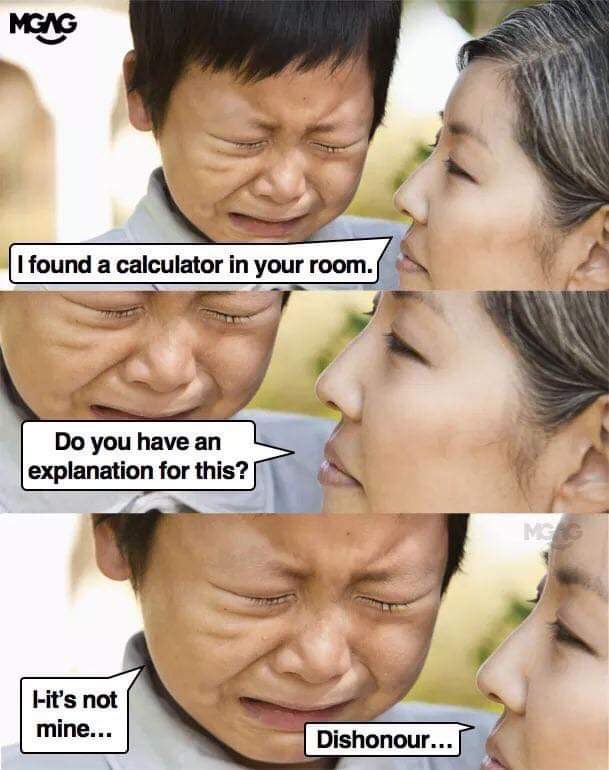 MGAG
I found a calculator in your room.
Do you have an
explanation for this?
MGAG
I-it's not
mine...
Dishonour...